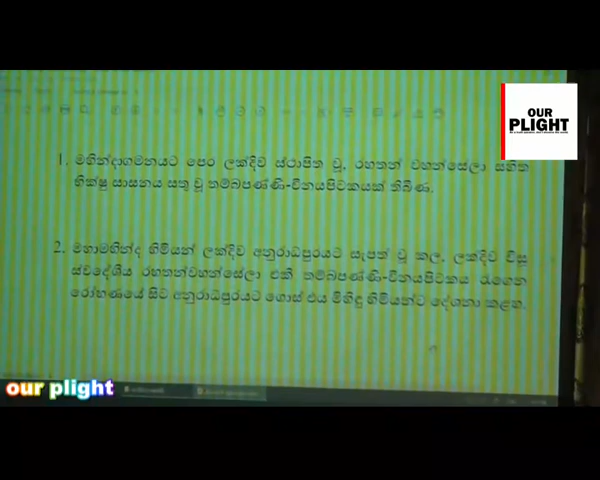 OUR
PLIGHT
1. මහින්දාගමනයට පෙර ලක්දිව ස්ථාපිත වූ, රහතන් වහන්සේලා සහිත
භික්ෂු සාසනය සතු වූ තම්බපණ්ණි-විනයපිටකයක් තිබිණ.
2. මහාමහින්ද හිමියන් ලක්දිව අනුරාධපුරයට සැපත් වූ කල, ලක්දිව විසූ
ස්වදේශීය රහතන්වහන්සේලා එකී තම්බපණ්ණි-විනයපිටකය රැගෙන
රෝහණයේ සිට අනුරාධපුරයට ගොස් එය මිහිඳු හිමියන්ට දේශනා කළහ.
our plight